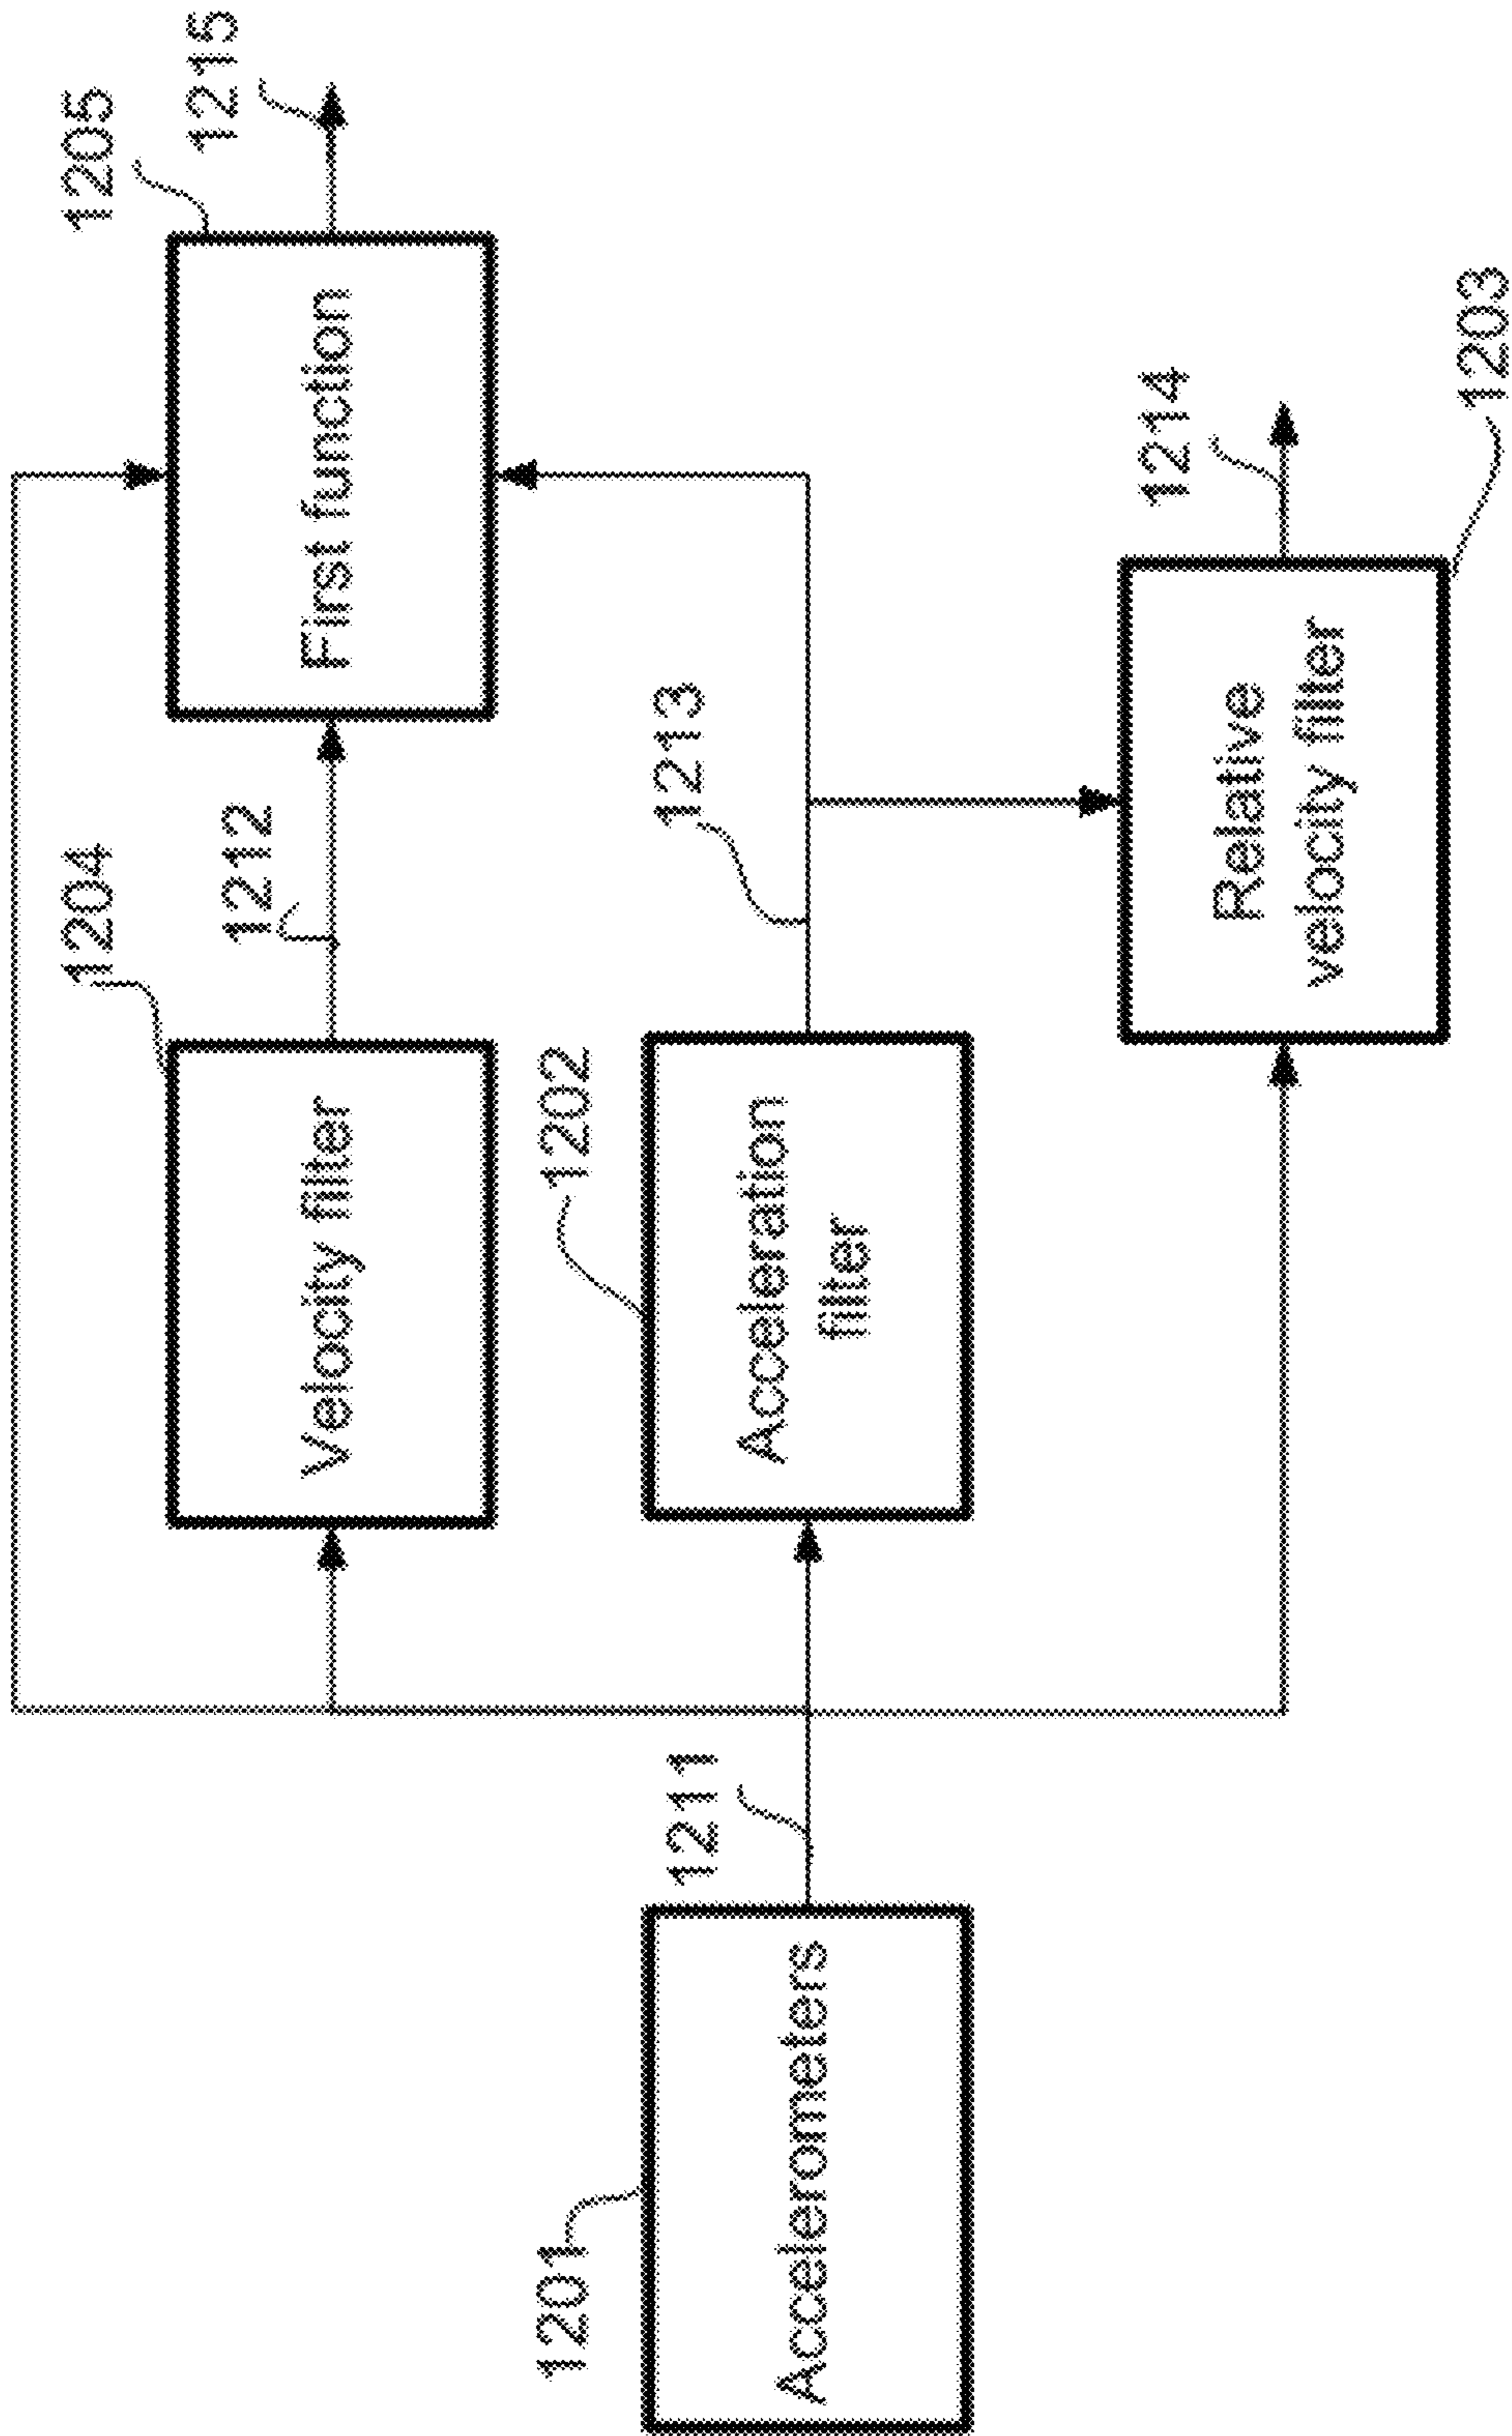 1205
1215
First function
1204
1212
Velocity filter
1213
1202
Acceleration
filter
1214
1203
Relative
velocity filter
1211
1201
Accelerometers